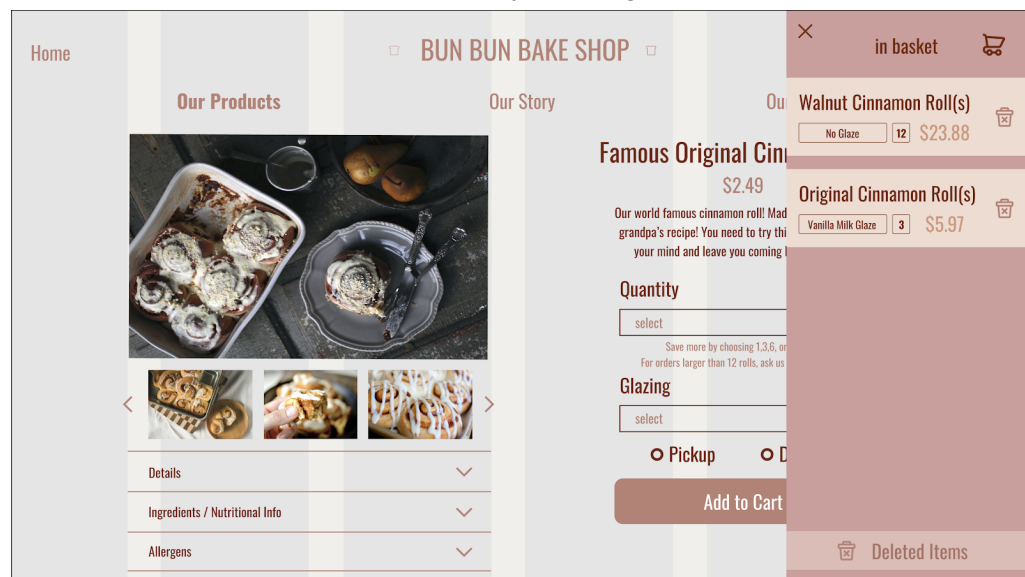 Home
BUN BUN BAKE SHOP
Our Products
Our Story
Ou
Famous Original Cin
$2.49
Our world famous cinnamon roll! Mad
grandpa's recipe! You need to try thi
your mind and leave you coming
Quantity
select
Save more by choosing 1,3,6, or
For orders larger than 12 rolls, ask us
Glazing
select
Pickup
D
Add to Cart
Details
Ingredients / Nutritional Info
Allergens
in basket
Walnut Cinnamon Roll(s)
No Glaze 12 $23.88
Original Cinnamon Roll(s)
Vanilla Milk Glaze 3 $5.97
Deleted Items